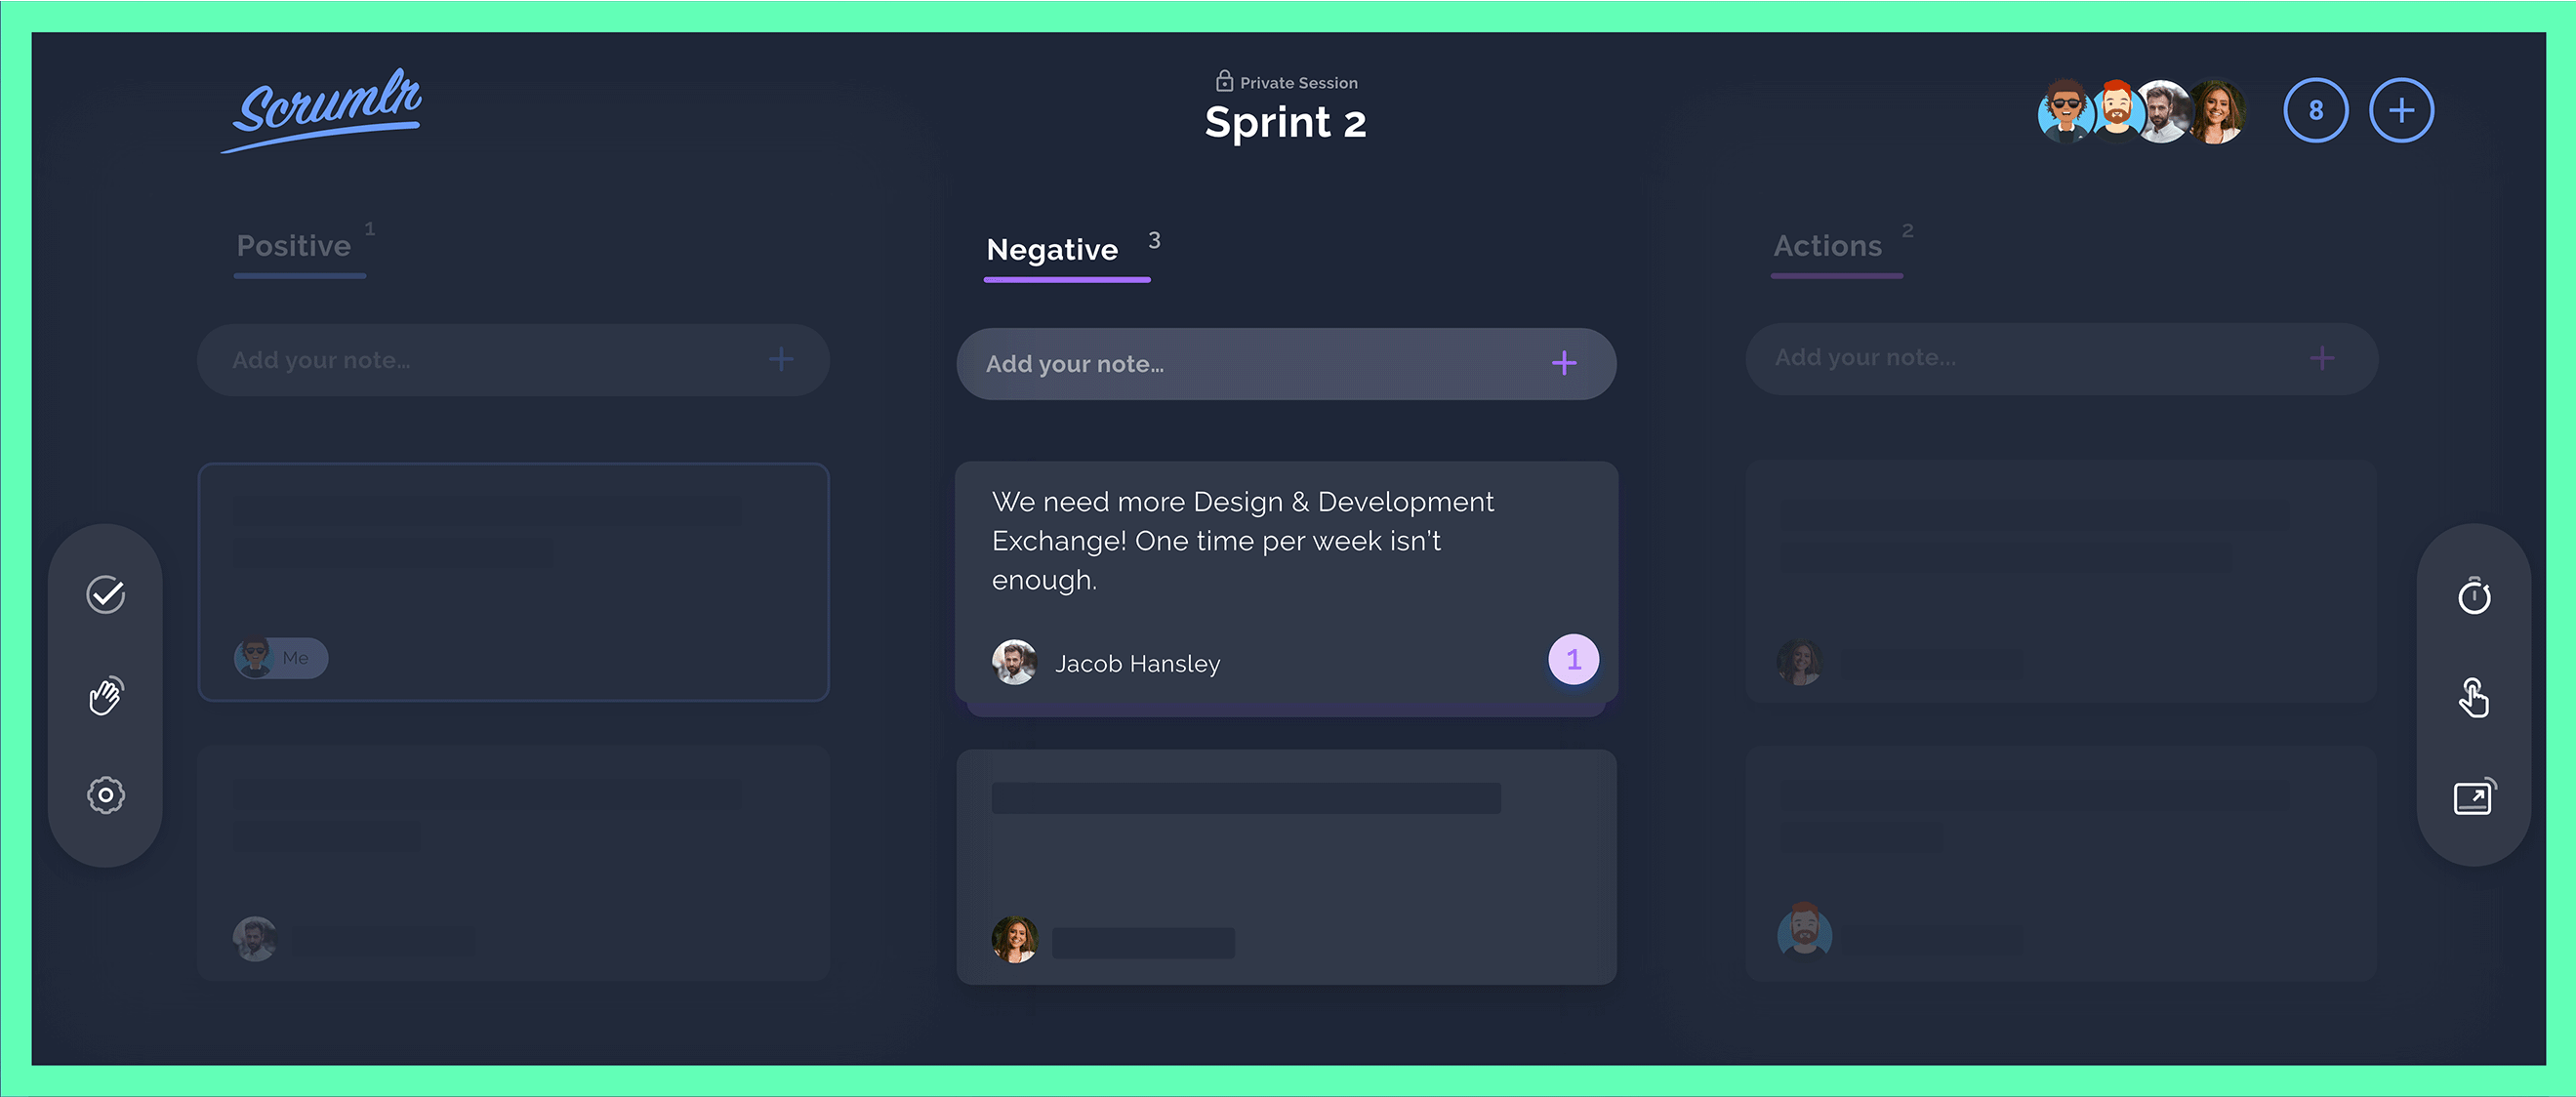 Scrumlr
Private Session
Sprint 2
8
Positive 1
Add your note...
Me
Negative 3
Add your note...
We need more Design & Development
Exchange! One time per week isn't
enough.
Jacob Hansley
1
Actions 2
Add your note...